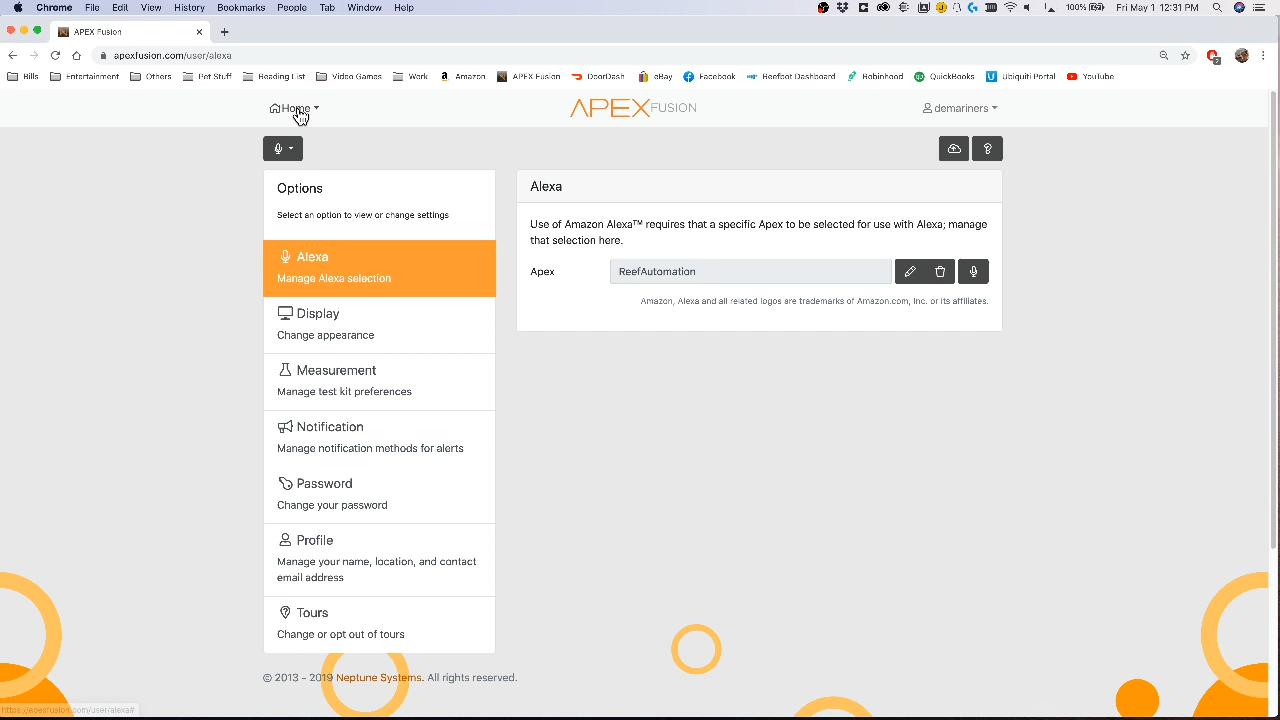 Chrome File Edit View History Bookmarks People Tab Window Help 100% Fri May 1 12:31 PM
APEX Fusion
apexfusion.com/user/alexa
Bills Entertainment Others Pet Stuff Reading List Video Games Work Amazon APEX Fusion DoorDash eBay Facebook Reefbot Dashboard Robinhood QuickBooks Ubiquiti Portal YouTube
Home APEX FUSION demariners
Options
Select an option to view or change settings
Alexa
Manage Alexa selection
Display
Change appearance
Measurement
Manage test kit preferences
Notification
Manage notification methods for alerts
Password
Change your password
Profile
Manage your name, location, and contact
email address
Tours
Change or opt out of tours
Alexa
Use of Amazon Alexa™ requires that a specific Apex to be selected for use with Alexa; manage
that selection here.
Apex ReefAutomation
Amazon, Alexa and all related logos are trademarks of Amazon.com, Inc. or its affiliates.
© 2013 - 2019 Neptune Systems. All rights reserved.
https://apexfusion.com/user/alexa#